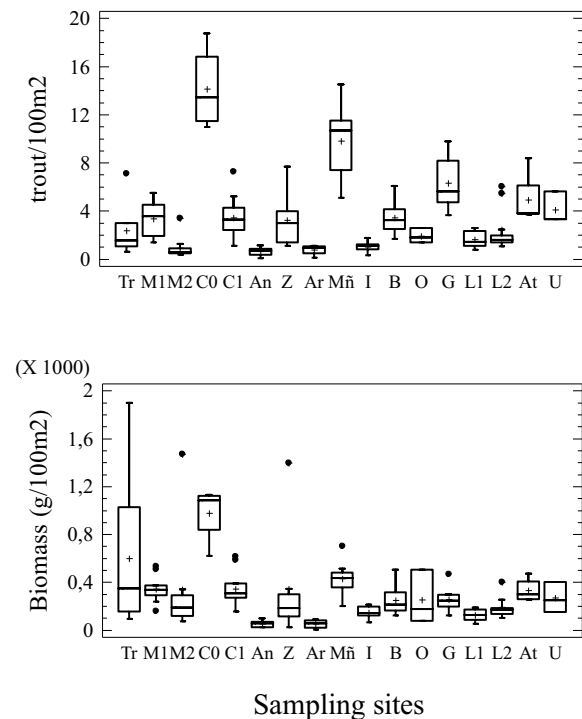 trout/100m2
20
16
12
8
4
0
Tr M1 M2 C0 C1 An Z Ar Mñ I B O G L1 L2 At U
(X 1000)
Biomass (g/100m2)
2
1,6
1,2
0,8
0,4
0
Tr M1 M2 C0 C1 An Z Ar Mñ I B O G L1 L2 At U
Sampling sites